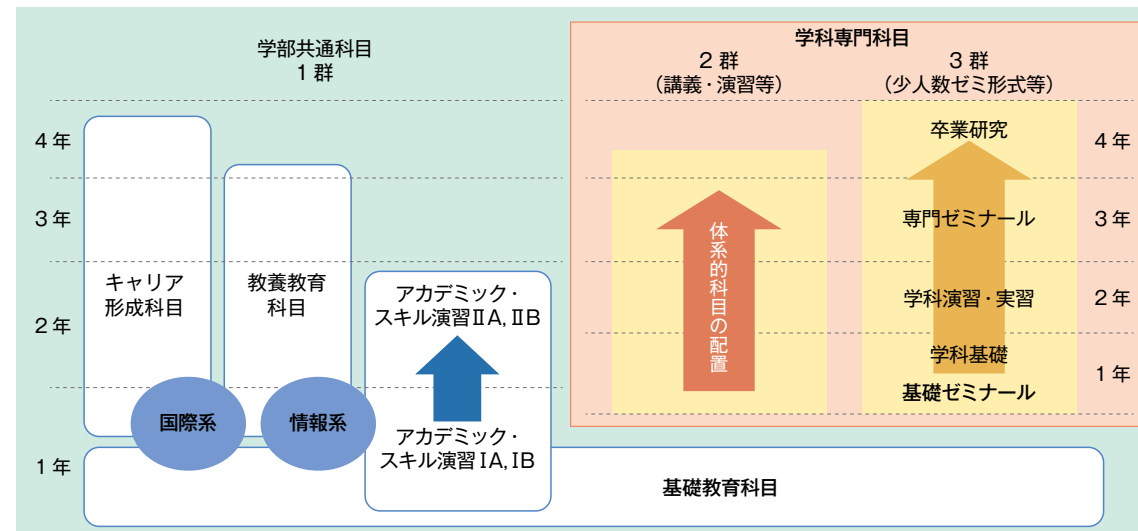 学部共通科目
1 群
学科専門科目
2 群
(講義・演習等)
3 群
(少人数ゼミ形式等)
4 年
3 年
2 年
1 年
キャリア
形成科目
教養教育
科目
アカデミック・
スキル演習ⅡA, ⅡB
アカデミック・
スキル演習ⅠA, ⅠB
国際系
情報系
基礎教育科目
体系的科目の配置
卒業研究
専門ゼミナール
学科演習・実習
学科基礎
基礎ゼミナール
4 年
3 年
2 年
1 年